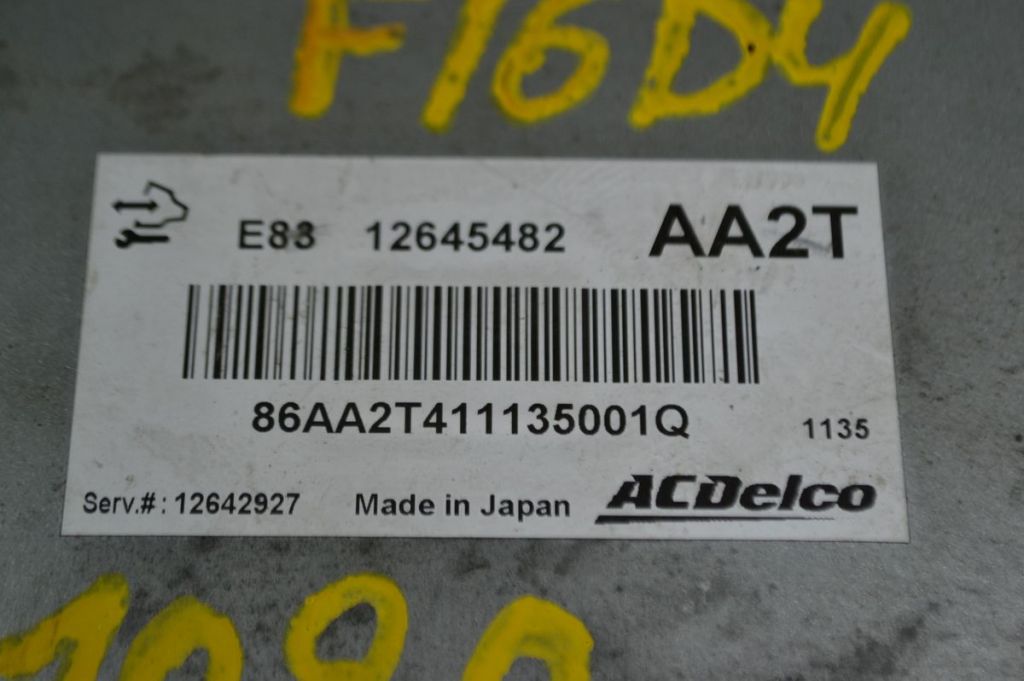 F16D4
E83 12645482 AA2T
86AA2T411135001Q
1135
Serv.#: 12642927 Made in Japan ACDelco